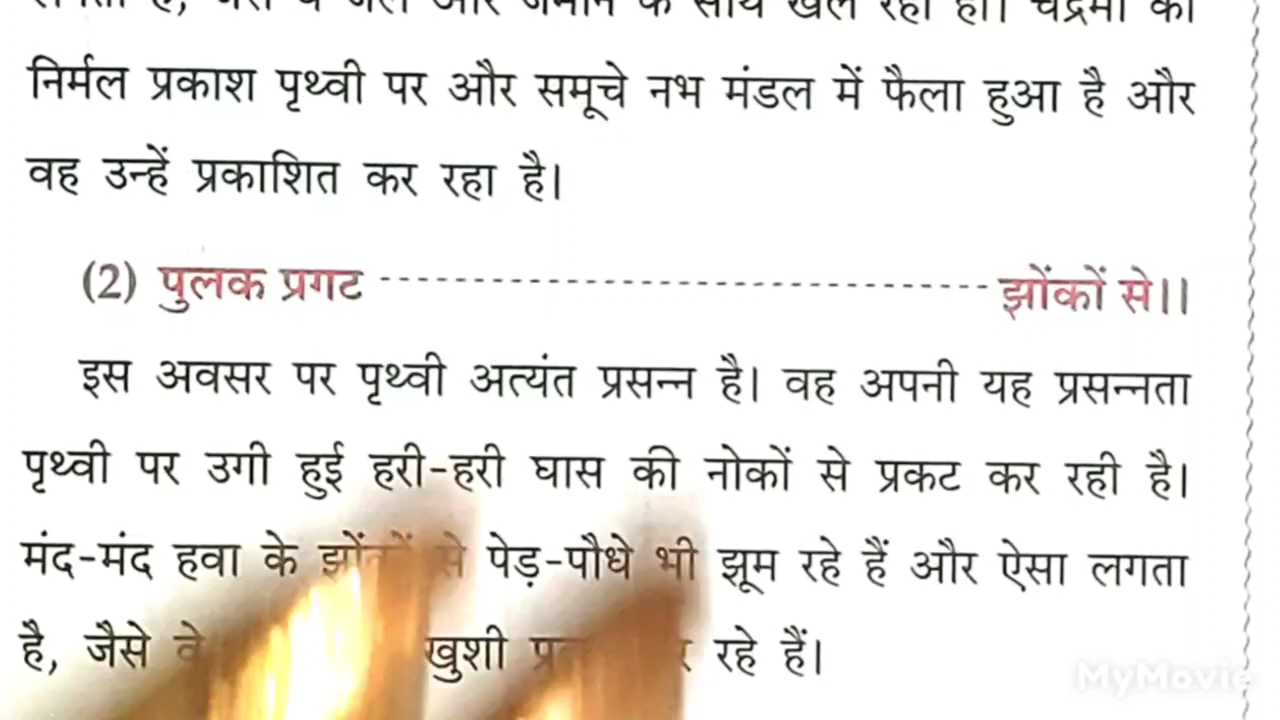 निर्मल प्रकाश पृथ्वी पर और समूचे नभ मंडल में फैला हुआ है और
वह उन्हें प्रकाशित कर रहा है।
(2) पुलक प्रगट ---------------------------------------- झोंकों से।।
इस अवसर पर पृथ्वी अत्यंत प्रसन्न है। वह अपनी यह प्रसन्नता
पृथ्वी पर उगी हुई हरी-हरी घास की नोकों से प्रकट कर रही है।
मंद-मंद हवा के झोंकों से पेड़-पौधे भी झूम रहे हैं और ऐसा लगता
है, जैसे वे खुशी रहे हैं।
MyMovie